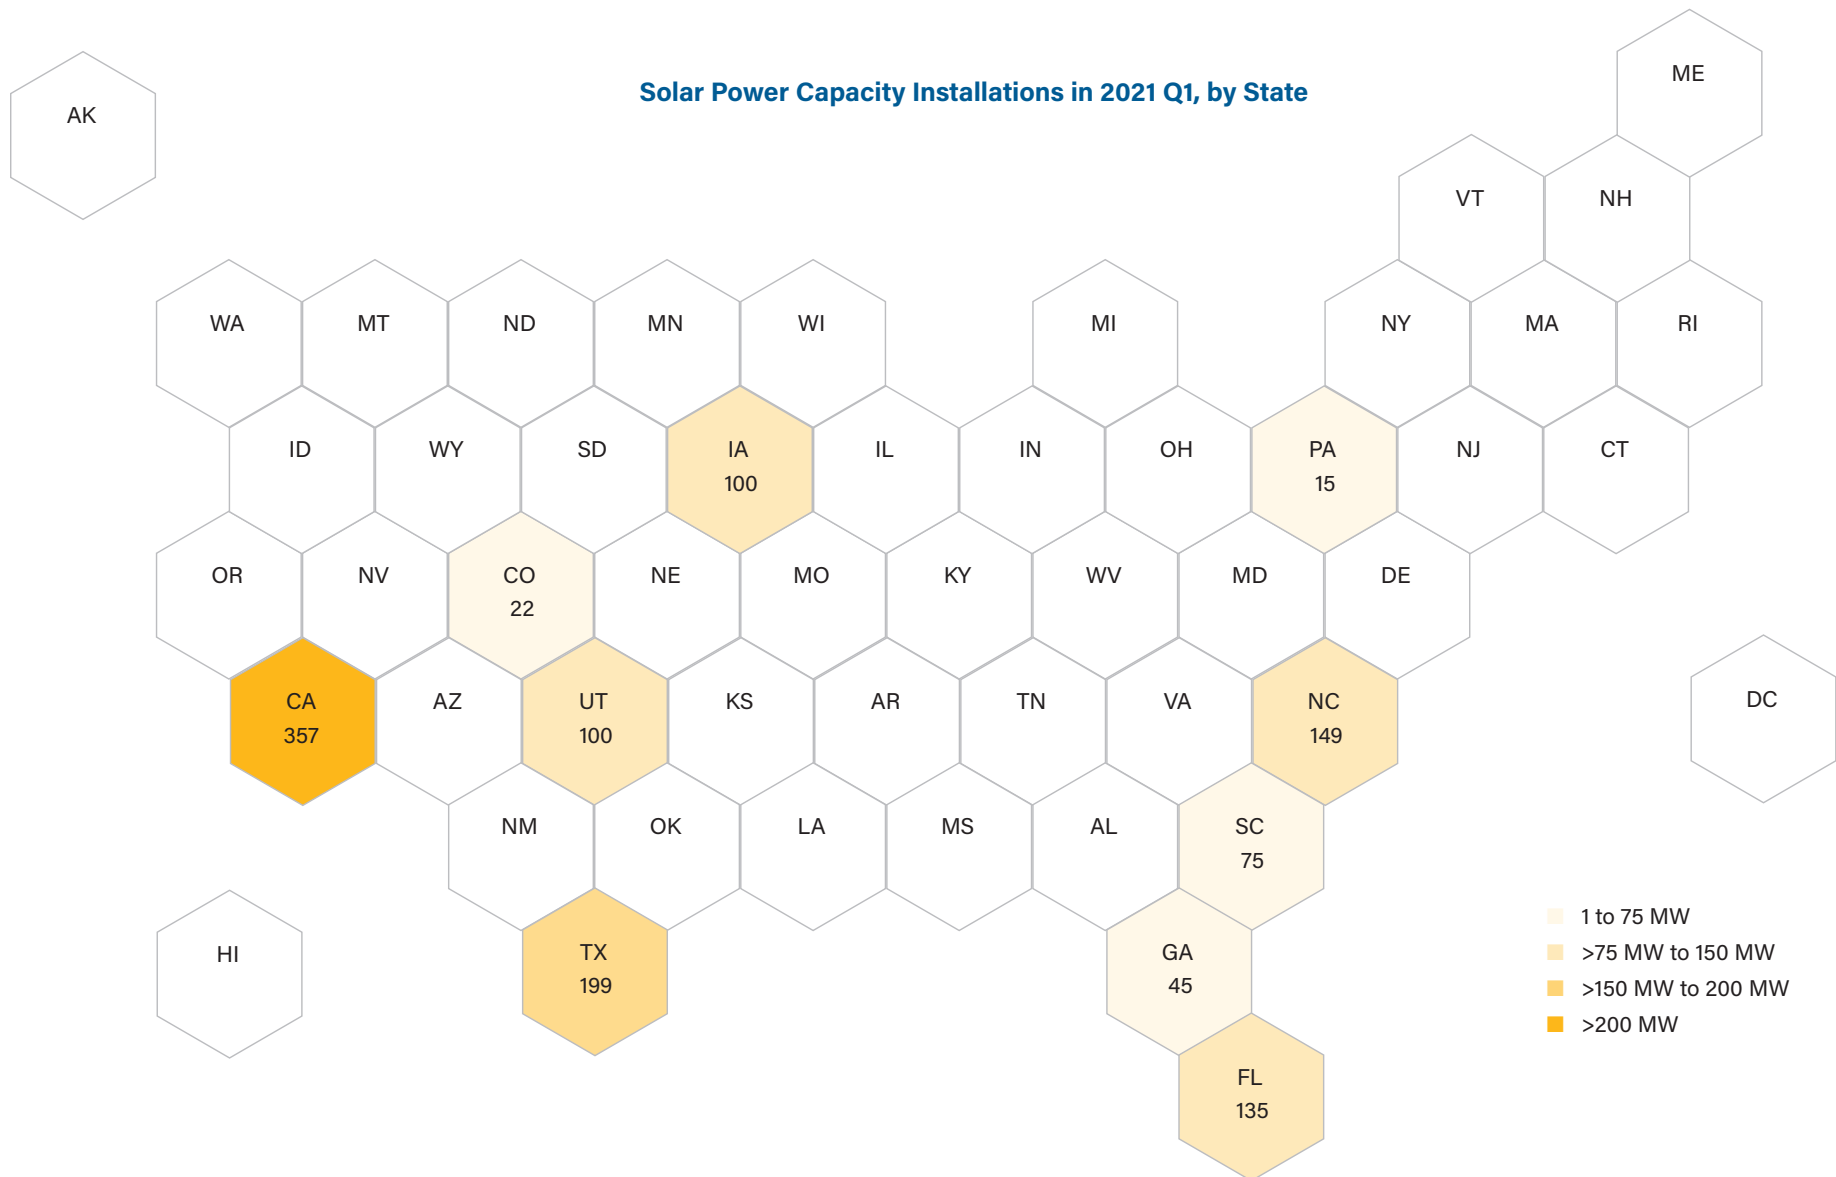 Solar Power Capacity Installations in 2021 Q1, by State
ME
AK
VT
NH
WA
MT
ND
MN
WI
MI
NY
MA
RI
ID
WY
SD
IA
100
IL
IN
OH
PA
15
NJ
CT
OR
NV
CO
22
NE
MO
KY
WV
MD
DE
CA
357
AZ
UT
100
KS
AR
TN
VA
NC
149
DC
NM
OK
LA
MS
AL
SC
75
HI
TX
199
GA
45
FL
135
1 to 75 MW
>75 MW to 150 MW
>150 MW to 200 MW
>200 MW